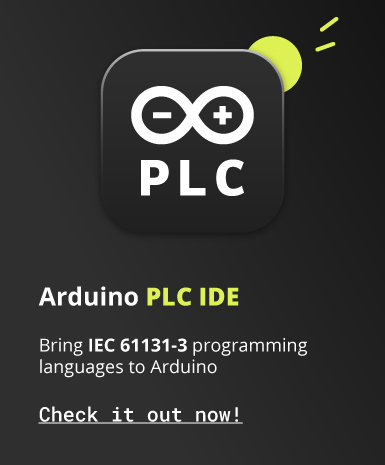 PLC
Arduino PLC IDE
Bring IEC 61131-3 programming
languages to Arduino
Check it out now!